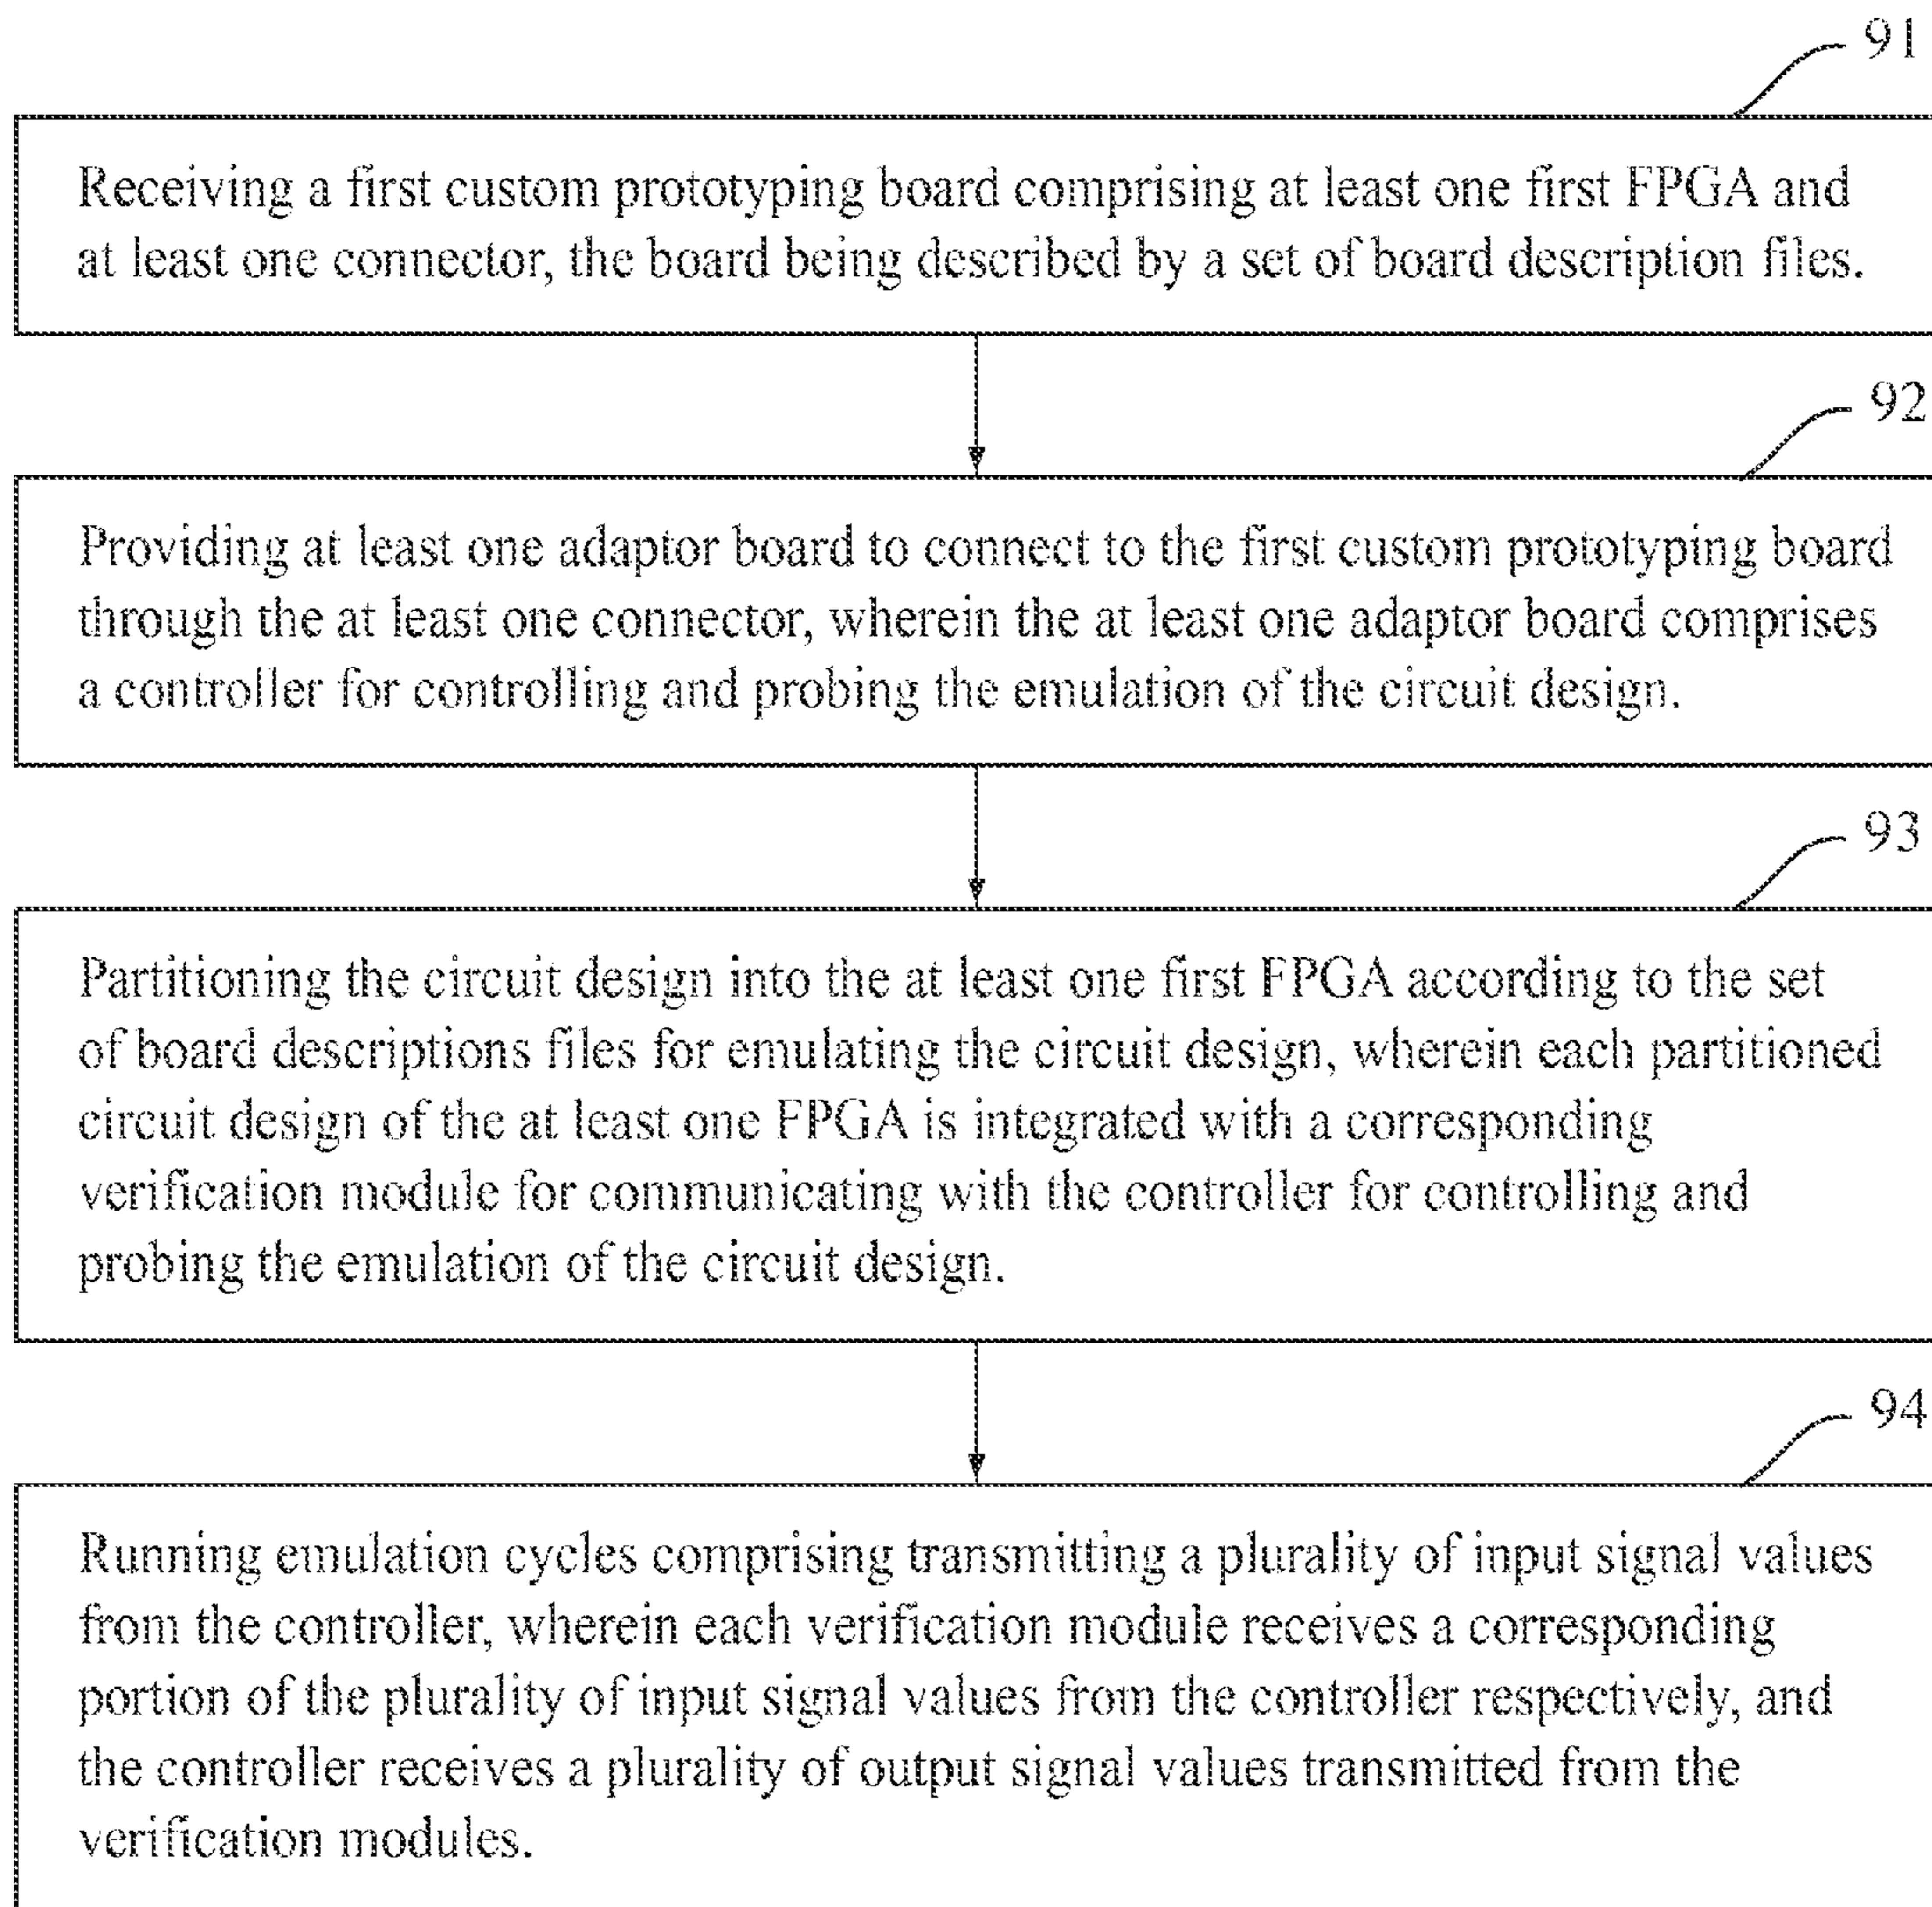 91
Receiving a first custom prototyping board comprising at least one first FPGA and
at least one connector, the board being described by a set of board description files.
92
Providing at least one adaptor board to connect to the first custom prototyping board
through the at least one connector, wherein the at least one adaptor board comprises
a controller for controlling and probing the emulation of the circuit design.
93
Partitioning the circuit design into the at least one first FPGA according to the set
of board descriptions files for emulating the circuit design, wherein each partitioned
circuit design of the at least one FPGA is integrated with a corresponding
verification module for communicating with the controller for controlling and
probing the emulation of the circuit design.
94
Running emulation cycles comprising transmitting a plurality of input signal values
from the controller, wherein each verification module receives a corresponding
portion of the plurality of input signal values from the controller respectively, and
the controller receives a plurality of output signal values transmitted from the
verification modules.